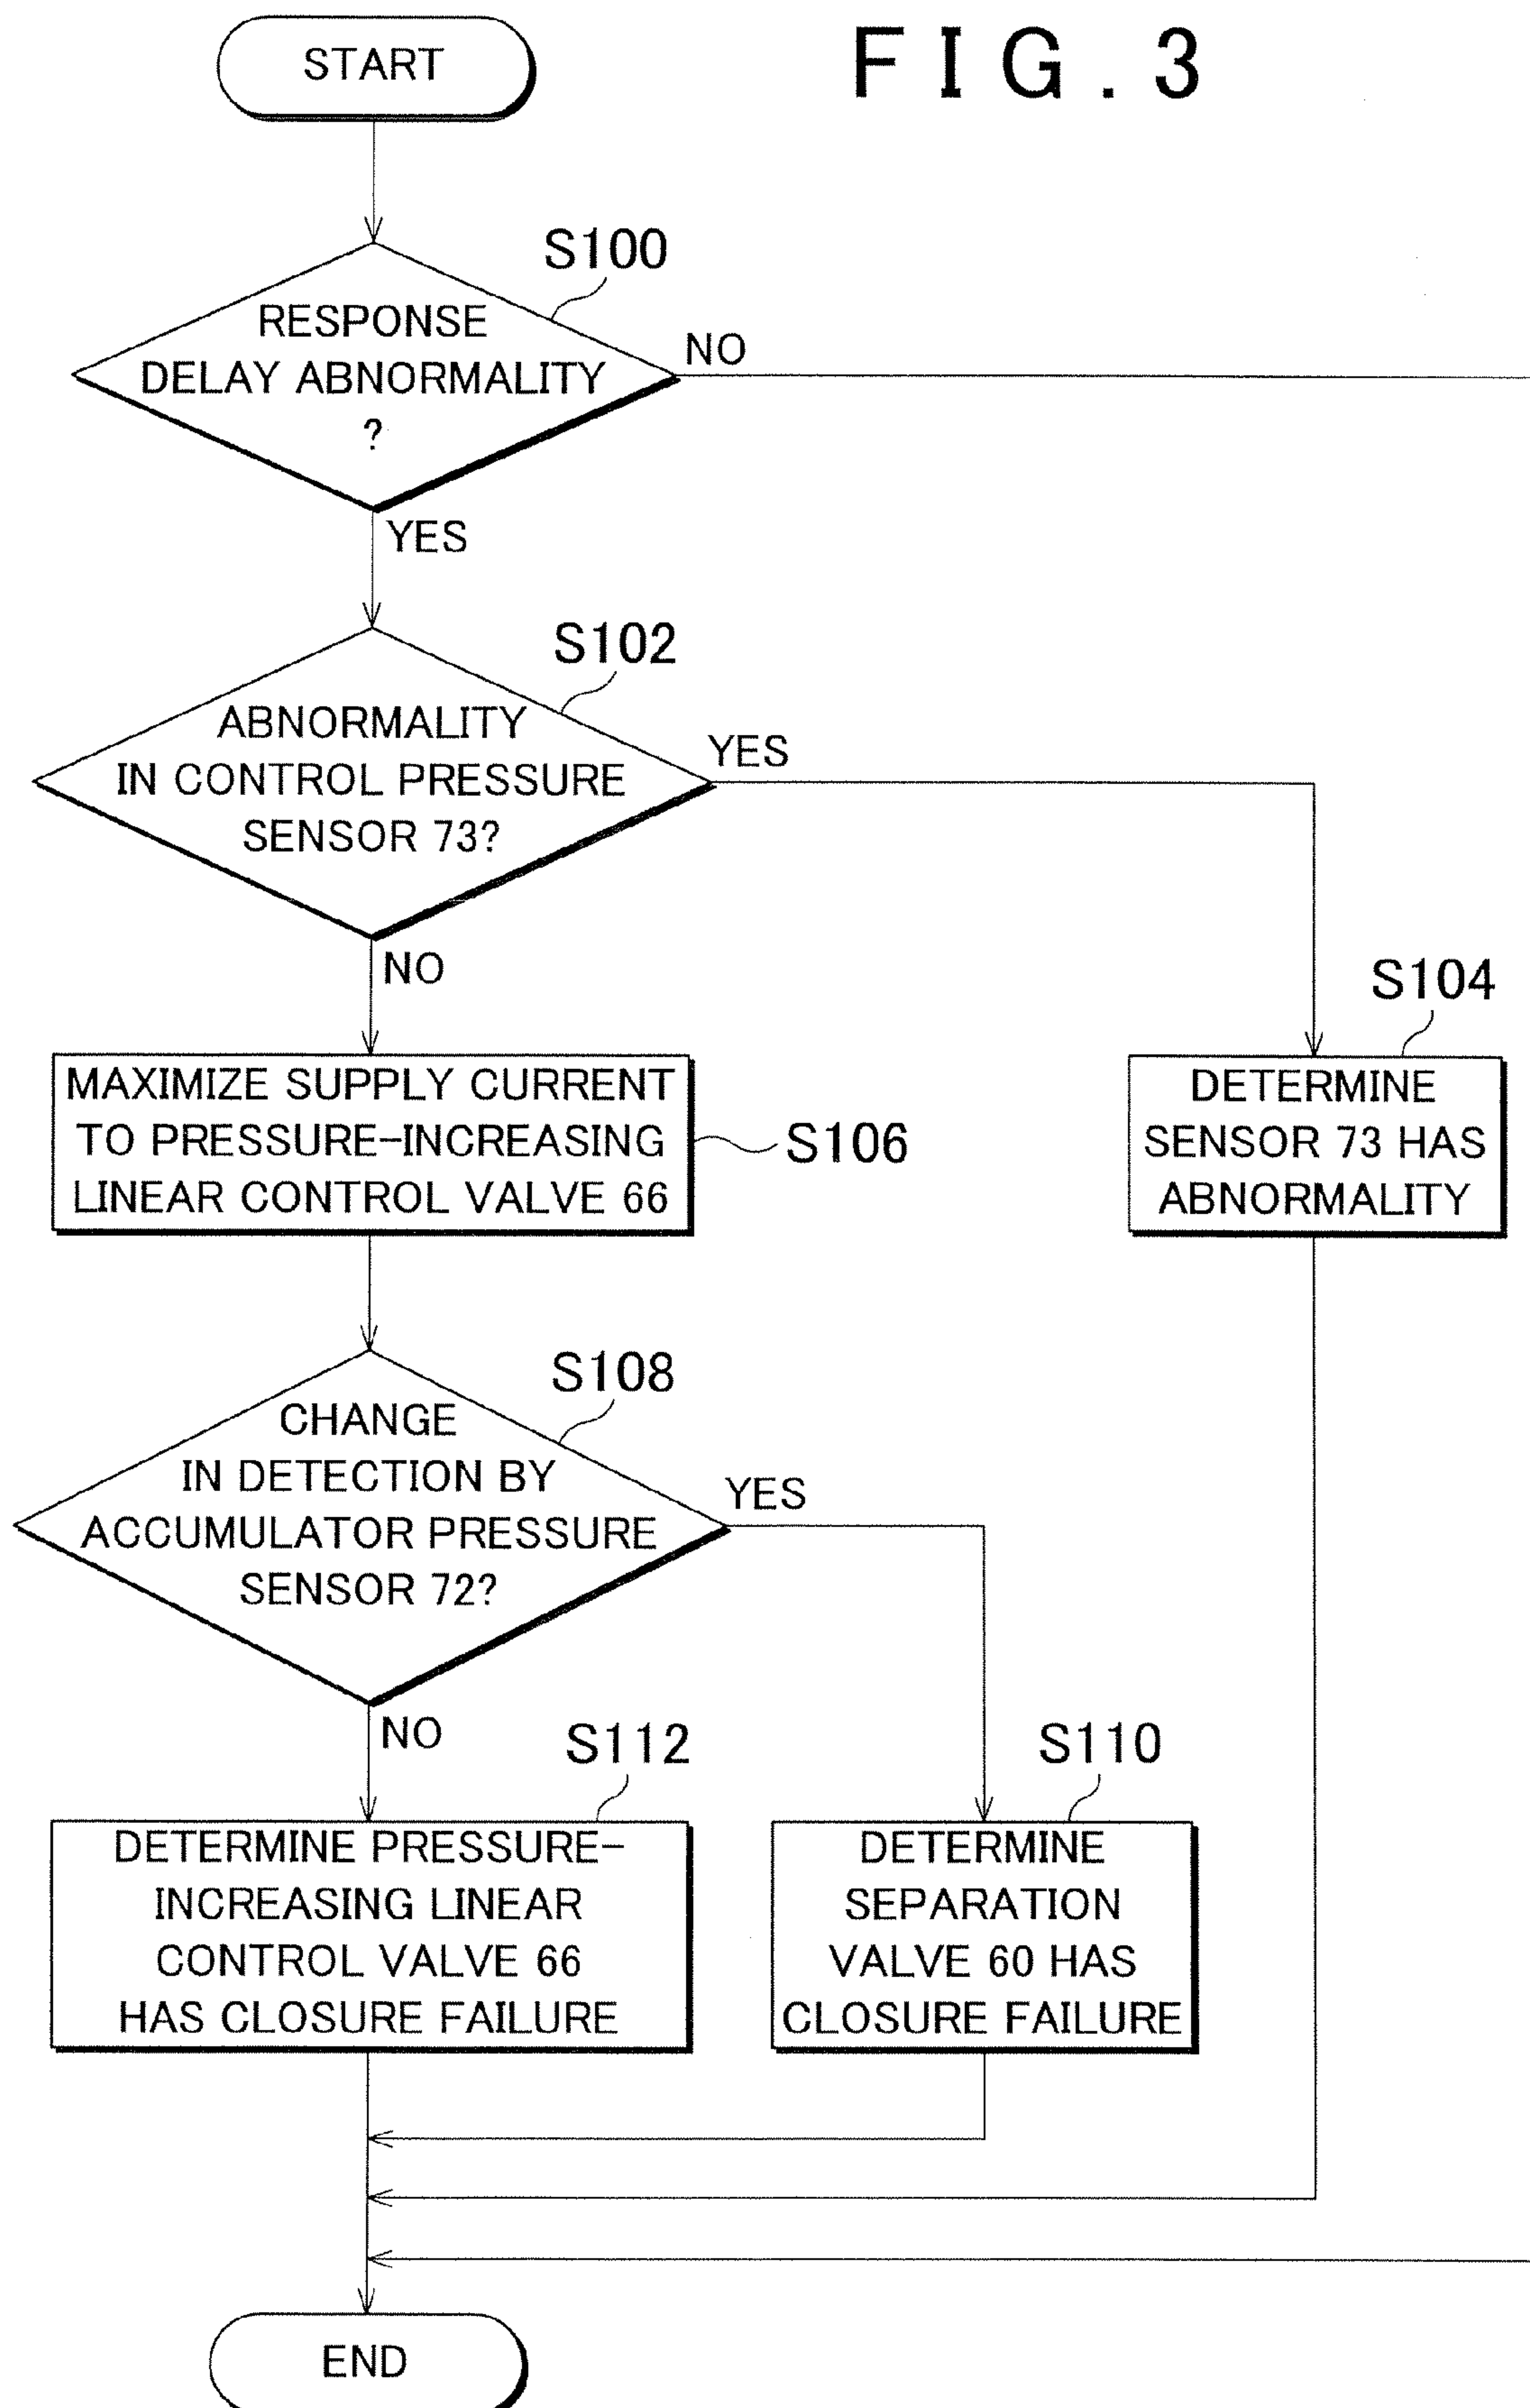 START
FIG.3
S100
RESPONSE
DELAY ABNORMALITY
?
NO
YES
S102
ABNORMALITY
IN CONTROL PRESSURE
SENSOR 73?
YES
NO
S104
DETERMINE
SENSOR 73 HAS
ABNORMALITY
MAXIMIZE SUPPLY CURRENT
TO PRESSURE-INCREASING
LINEAR CONTROL VALVE 66
S106
S108
CHANGE
IN DETECTION BY
ACCUMULATOR PRESSURE
SENSOR 72?
YES
NO
S112
DETERMINE PRESSURE-
INCREASING LINEAR
CONTROL VALVE 66
HAS CLOSURE FAILURE
S110
DETERMINE
SEPARATION
VALVE 60 HAS
CLOSURE FAILURE
END